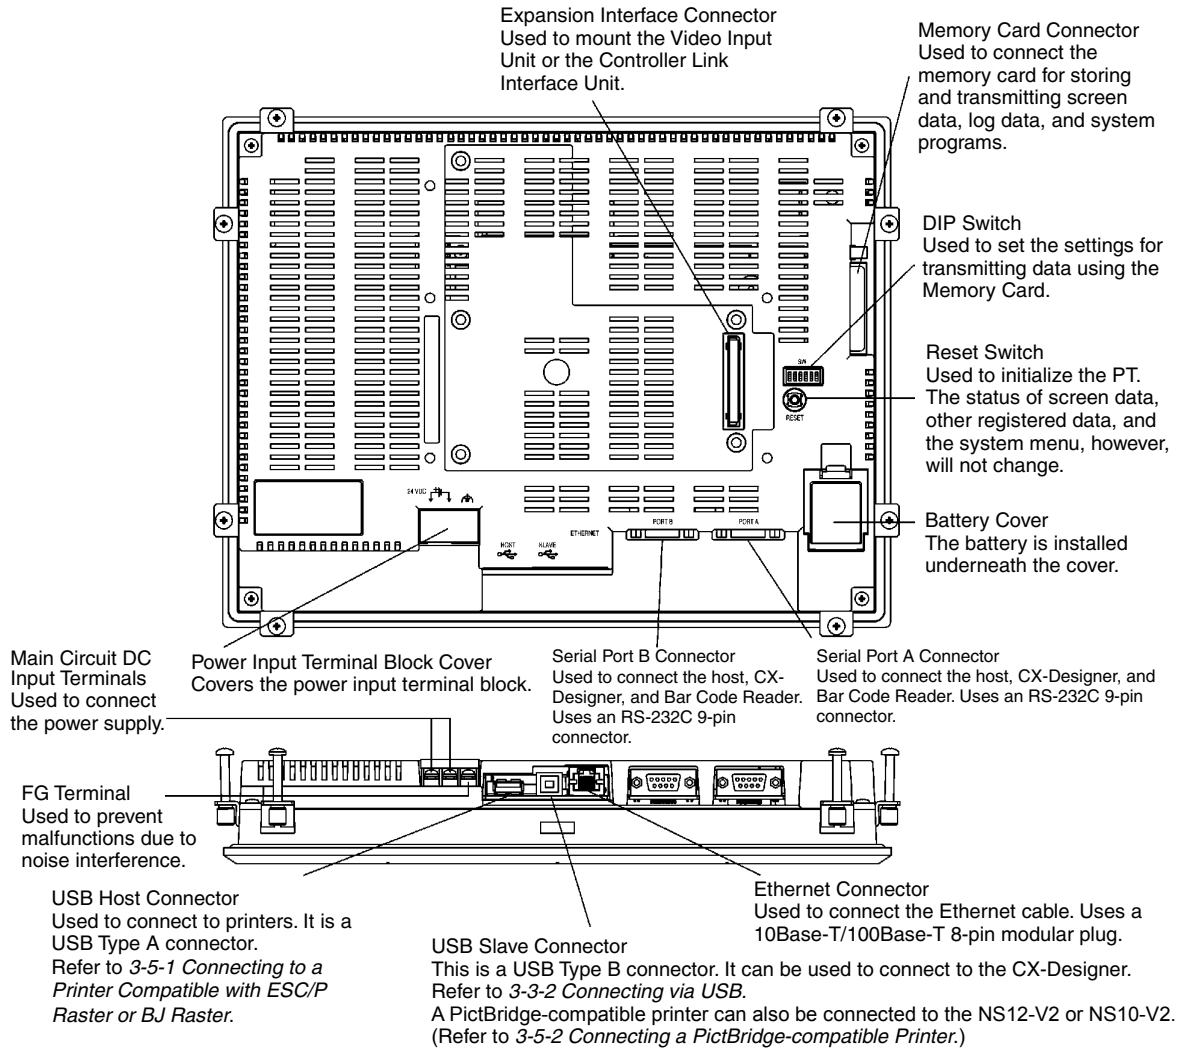 Expansion Interface Connector
Used to mount the Video Input
Unit or the Controller Link
Interface Unit.
Memory Card Connector
Used to connect the
memory card for storing
and transmitting screen
data, log data, and system
programs.
DIP Switch
Used to set the settings for
transmitting data using the
Memory Card.
SW
Reset Switch
Used to initialize the PT.
The status of screen data,
other registered data, and
the system menu, however,
will not change.
RESET
24 VDC
HOST
SLAVE
ETHERNET
PORT B
PORT A
Battery Cover
The battery is installed
underneath the cover.
Main Circuit DC
Input Terminals
Used to connect
the power supply.
Power Input Terminal Block Cover
Covers the power input terminal block.
Serial Port B Connector
Used to connect the host, CX-
Designer, and Bar Code Reader.
Uses an RS-232C 9-pin
connector.
Serial Port A Connector
Used to connect the host, CX-Designer, and
Bar Code Reader. Uses an RS-232C 9-pin
connector.
FG Terminal
Used to prevent
malfunctions due to
noise interference.
USB Host Connector
Used to connect to printers. It is a
USB Type A connector.
Refer to 3-5-1 Connecting to a
Printer Compatible with ESC/P
Raster or BJ Raster.
USB Slave Connector
This is a USB Type B connector. It can be used to connect to the CX-Designer.
Refer to 3-3-2 Connecting via USB.
A PictBridge-compatible printer can also be connected to the NS12-V2 or NS10-V2.
(Refer to 3-5-2 Connecting a PictBridge-compatible Printer.)
Ethernet Connector
Used to connect the Ethernet cable. Uses a
10Base-T/100Base-T 8-pin modular plug.